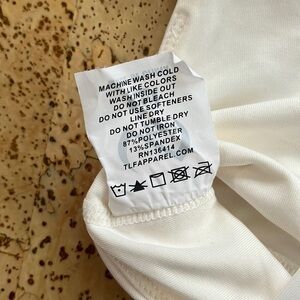 MACHINE WASH COLD
WITH LIKE COLORS
WASH INSIDE OUT
DO NOT BLEACH
DO NOT USE SOFTENERS
LINE DRY
DO NOT TUMBLE DRY
DO NOT IRON
87%POLYESTER
13%SPANDEX
RN136414
TLFAPPAREL.COM